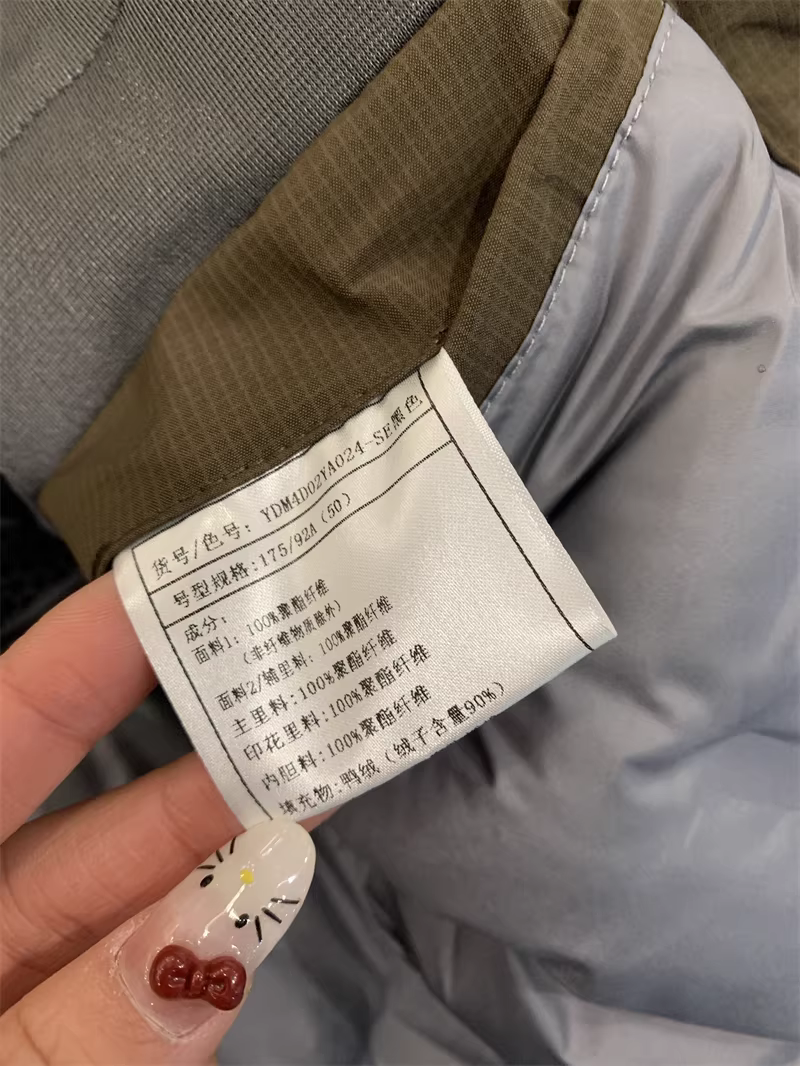 货号/色号: YDM4D02YA024-SE黑色
号型规格:175/92A(50)
成分:
面料1: 100%聚酯纤维
(非纤维物质除外)
面料2/辅里料: 100%聚酯纤维
主里料:100%聚酯纤维
印花里料:100%聚酯纤维
内胆料:100%聚酯纤维
填充物:鸭绒(绒子含量90%)